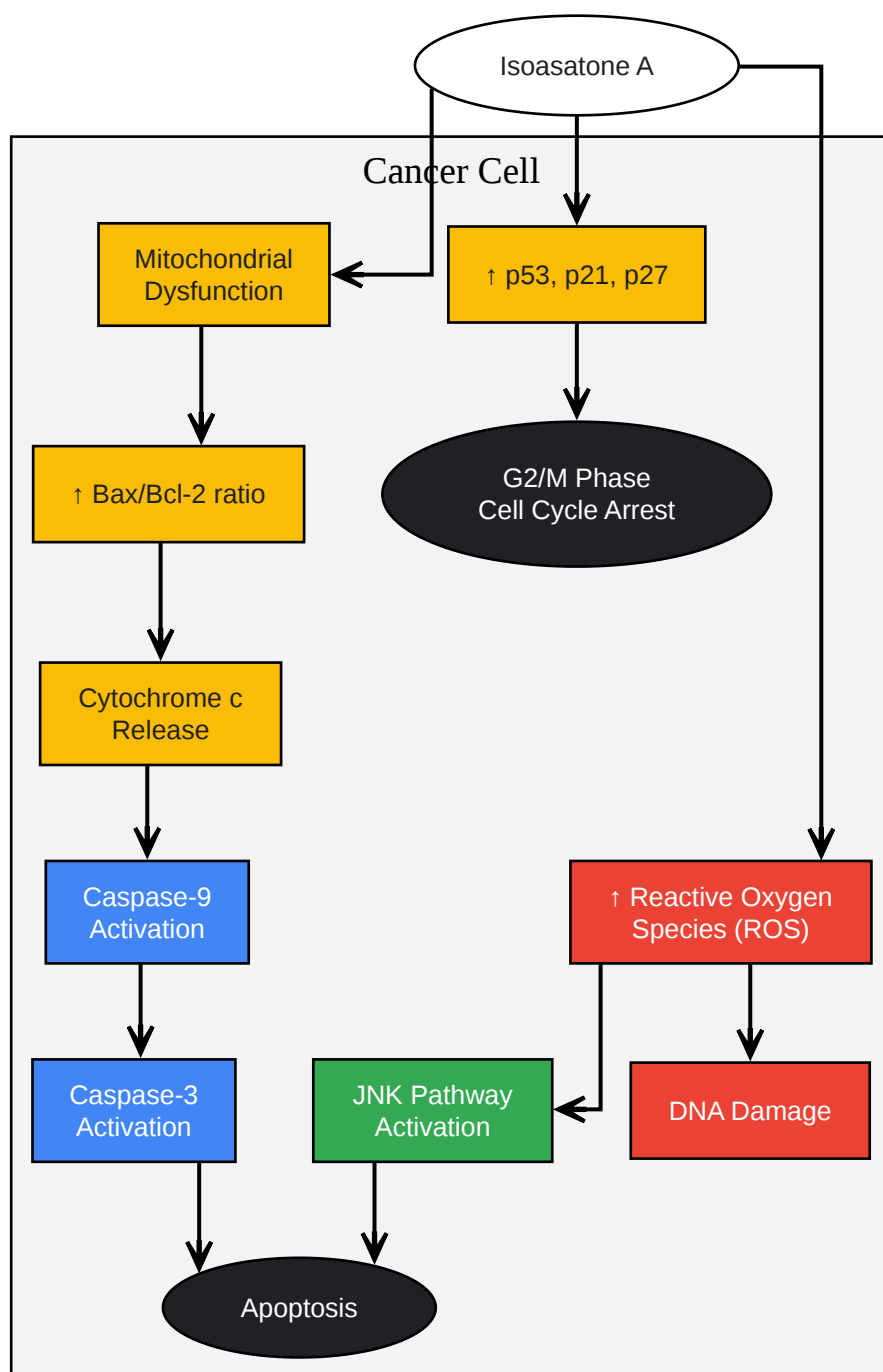 Isoasatone A
Cancer Cell
Mitochondrial
Dysfunction
↑ p53, p21, p27
↑ Bax/Bcl-2 ratio
G2/M Phase
Cell Cycle Arrest
Cytochrome c
Release
Caspase-9
Activation
↑ Reactive Oxygen
Species (ROS)
Caspase-3
Activation
JNK Pathway
Activation
DNA Damage
Apoptosis